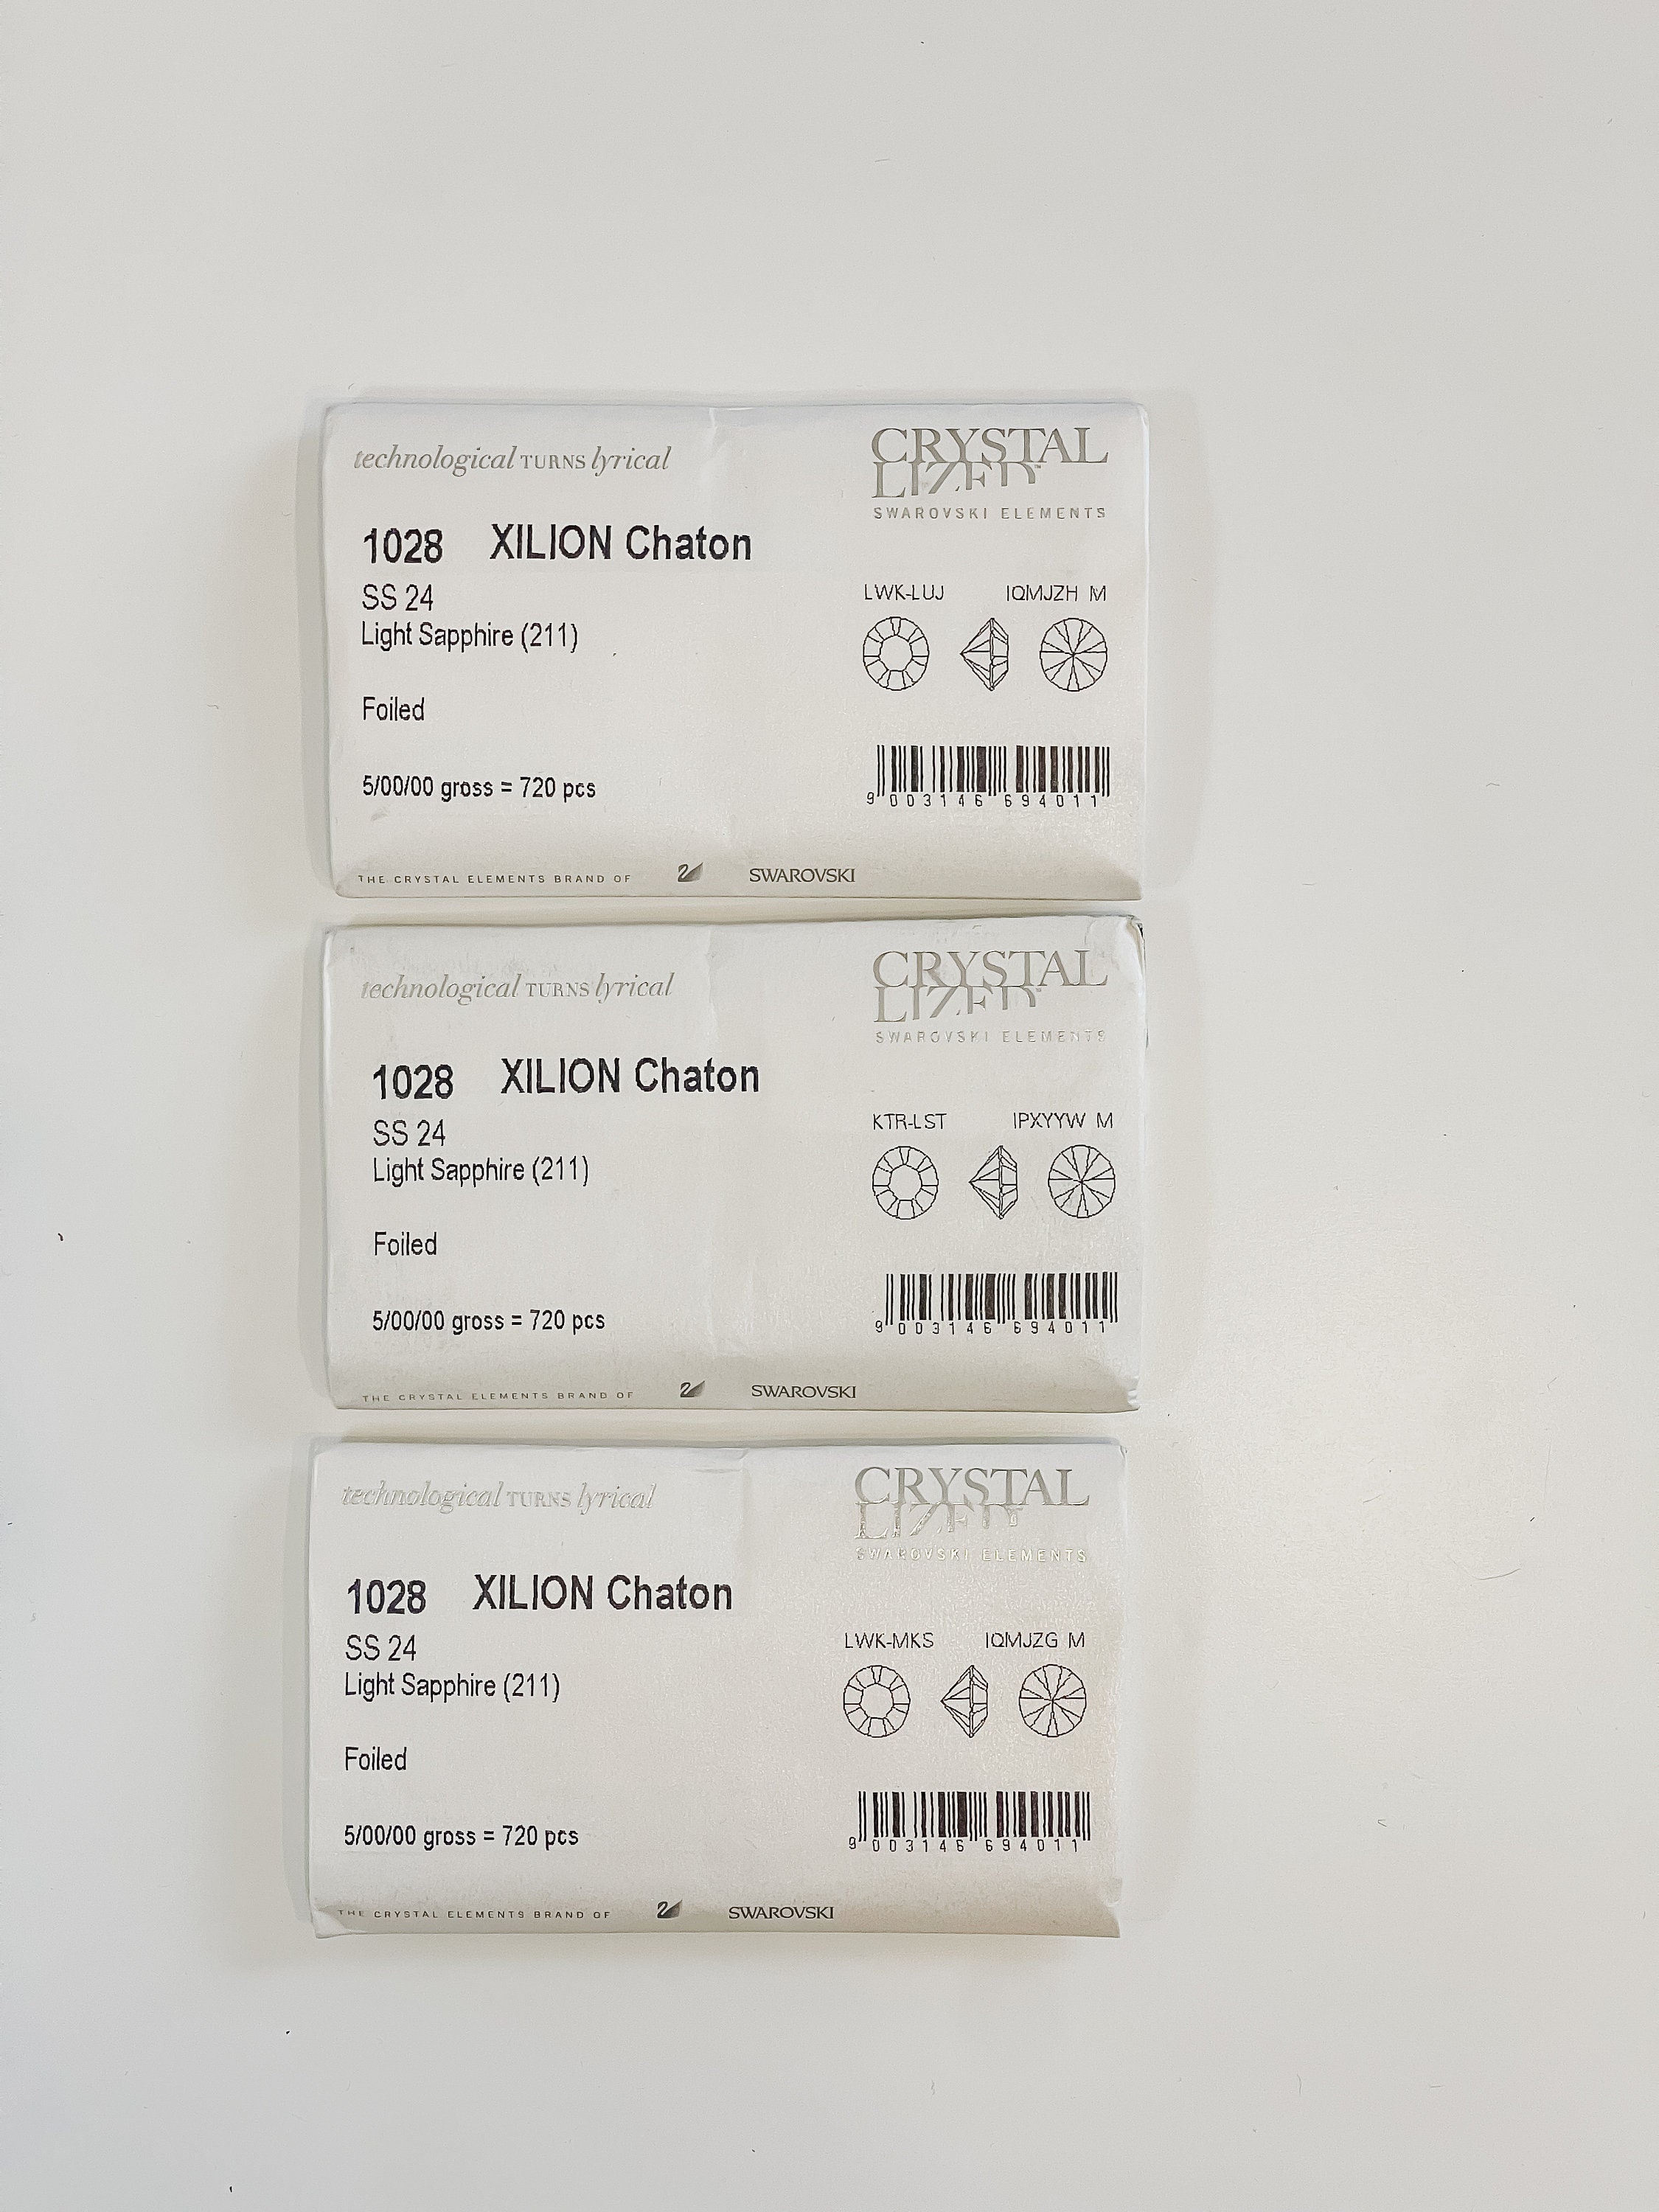 technological TURNS lyrical
CRYSTAL
LIZED™
SWAROVSKI ELEMENTS
1028 XILION Chaton
SS 24
Light Sapphire (211)
Foiled
5/00/00 gross = 720 pcs
LWK-LUJ IQMJZH M
9 003146 694011
THE CRYSTAL ELEMENTS BRAND OF SWAROVSKI
technological TURNS lyrical
CRYSTAL
LIZED™
SWAROVSKI ELEMENTS
1028 XILION Chaton
SS 24
Light Sapphire (211)
Foiled
5/00/00 gross = 720 pcs
KTR-LST IPXYYW M
9 003146 694011
THE CRYSTAL ELEMENTS BRAND OF SWAROVSKI
technological TURNS lyrical
CRYSTAL
LIZED™
SWAROVSKI ELEMENTS
1028 XILION Chaton
SS 24
Light Sapphire (211)
Foiled
5/00/00 gross = 720 pcs
LWK-MKS IQMJZG M
9 003146 694011
THE CRYSTAL ELEMENTS BRAND OF SWAROVSKI